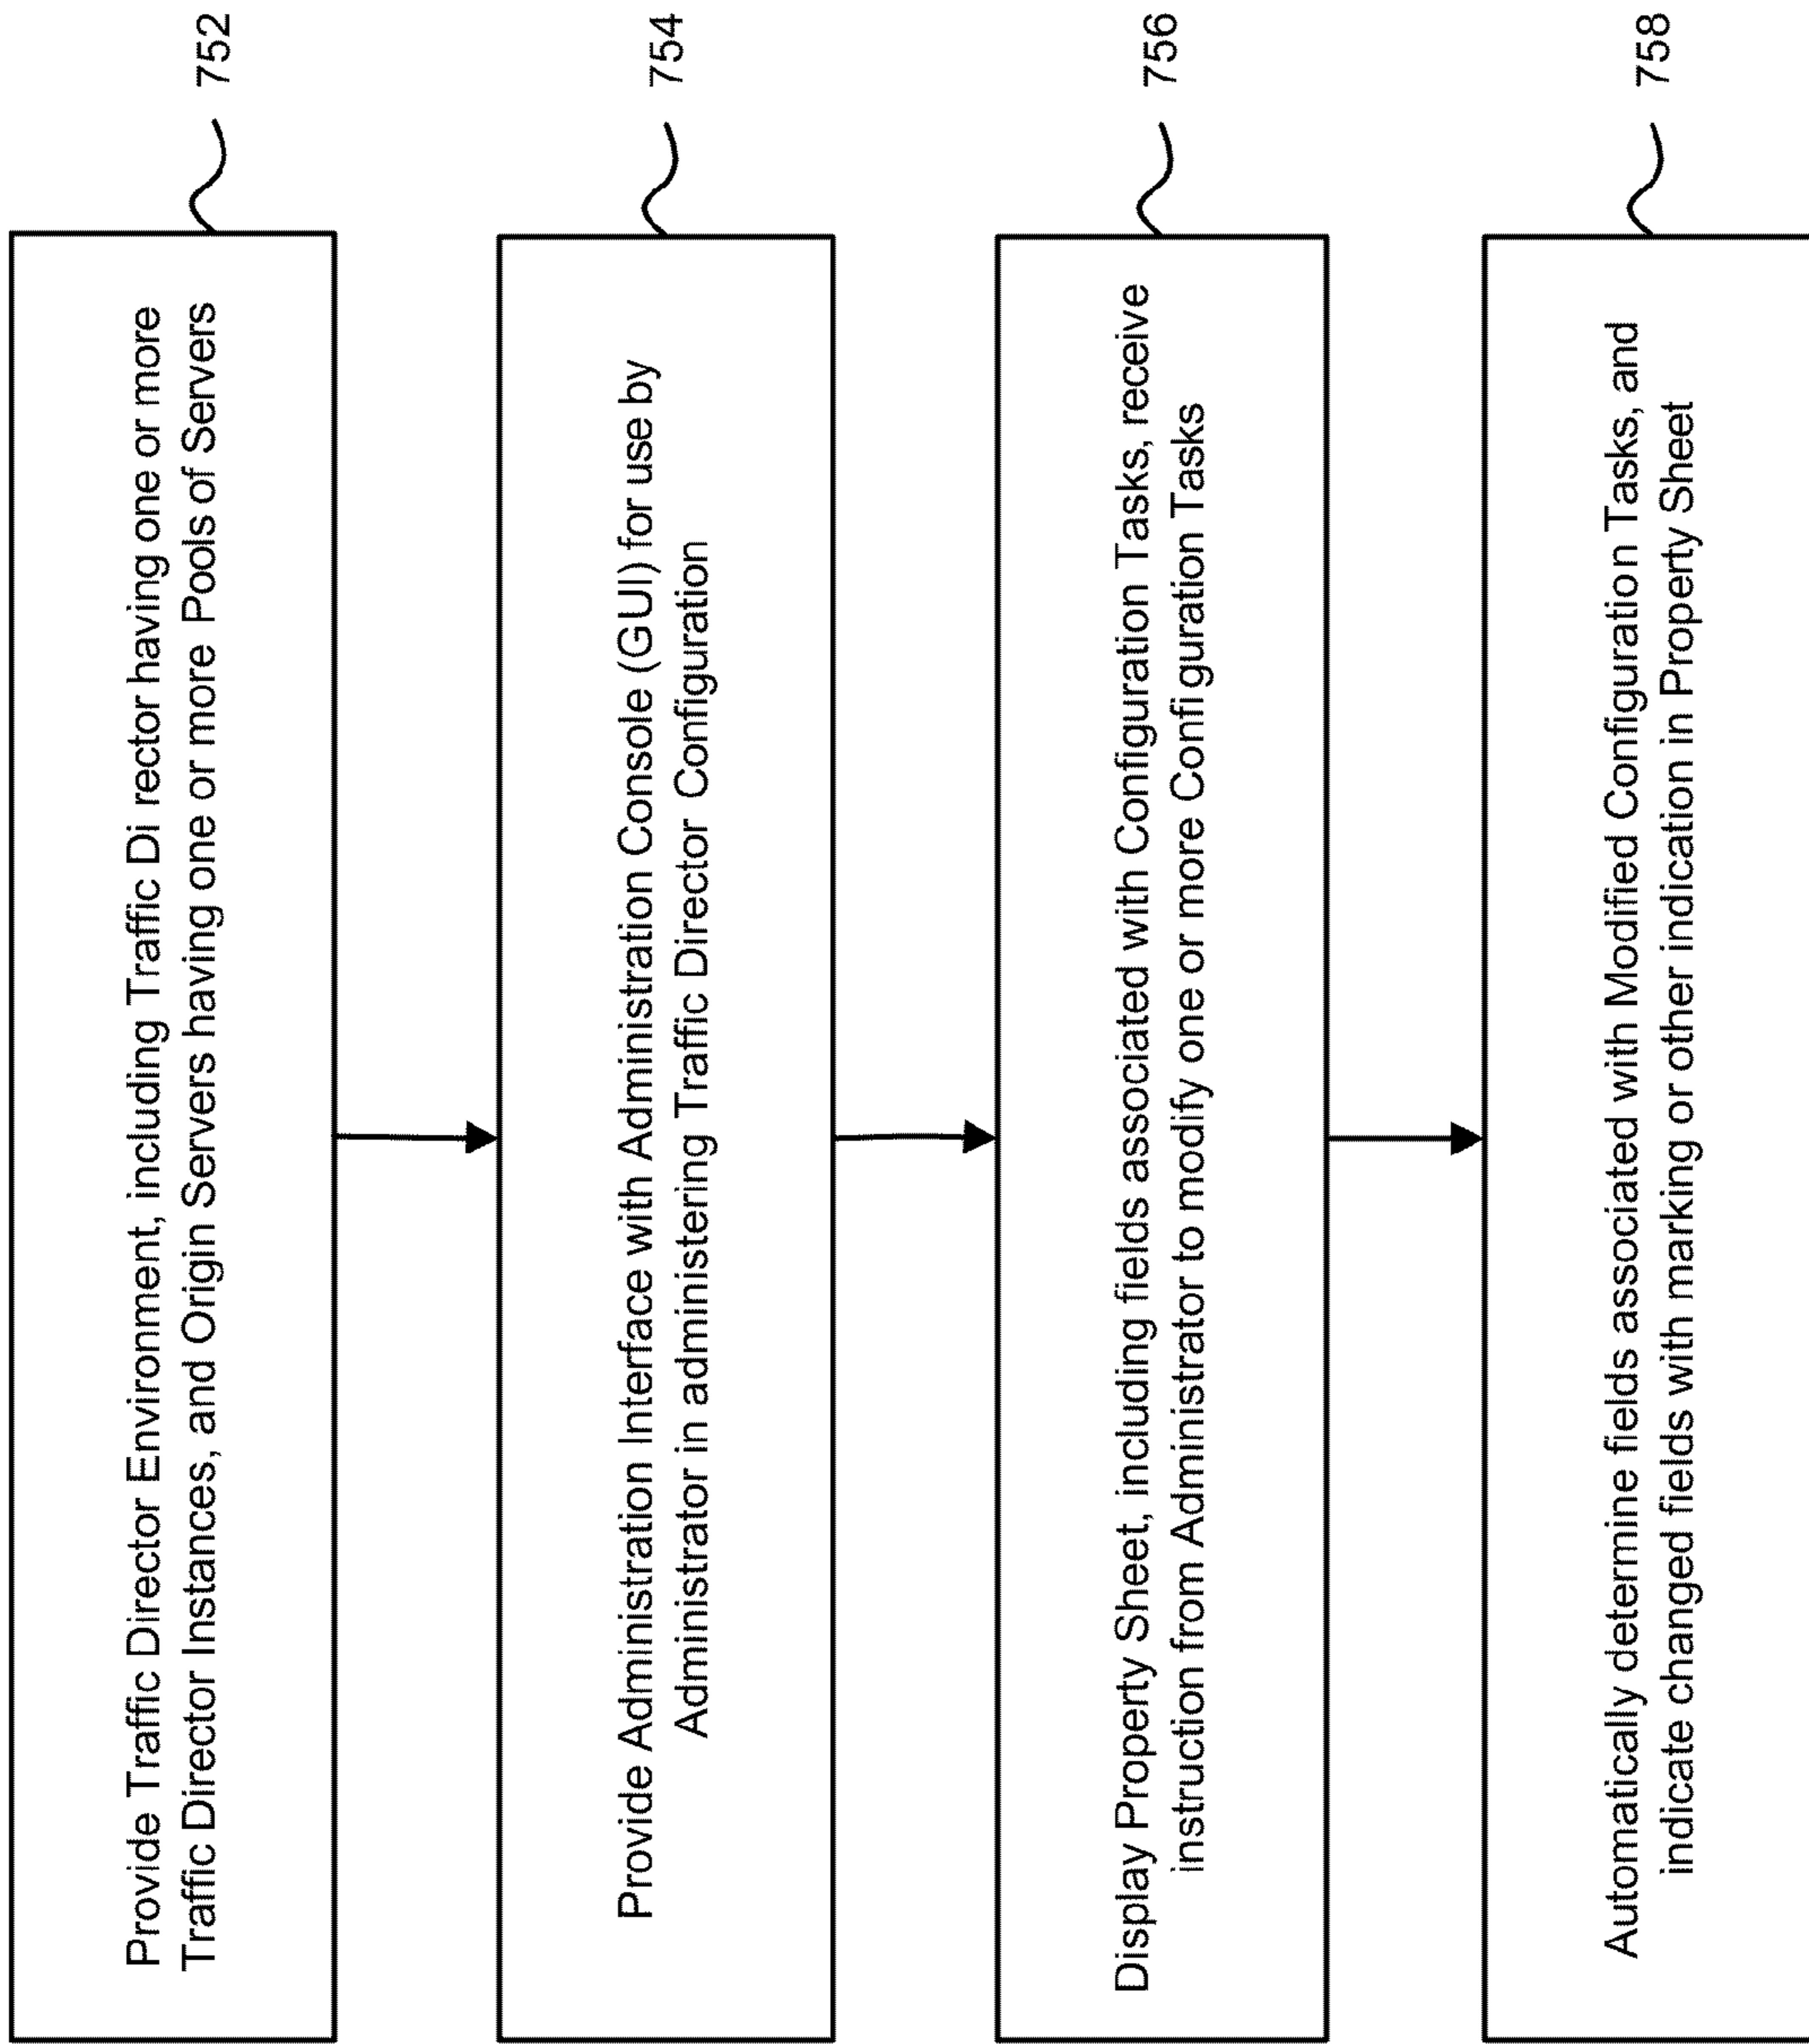 Provide Traffic Director Environment, including Traffic Di rector having one or more
Traffic Director Instances, and Origin Servers having one or more Pools of Servers
752
Provide Administration Interface with Administration Console (GUI) for use by
Administrator in administering Traffic Director Configuration
754
Display Property Sheet, including fields associated with Configuration Tasks, receive
instruction from Administrator to modify one or more Configuration Tasks
756
Automatically determine fields associated with Modified Configuration Tasks, and
indicate changed fields with marking or other indication in Property Sheet
758